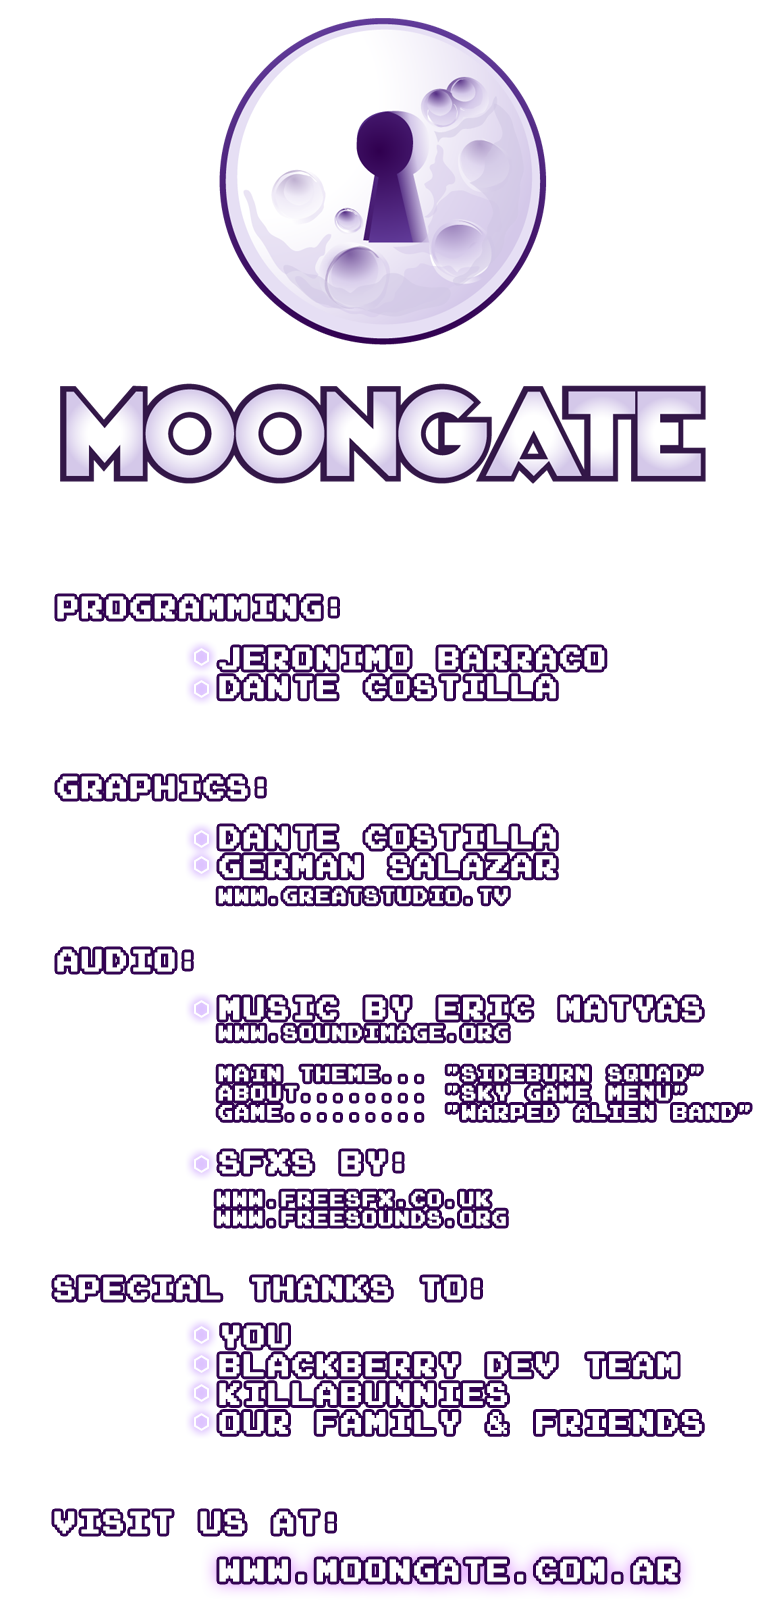 MOONGATE
PROGRAMMING:
JERONIMO BARRACO
DANTE COSTILLA
GRAPHICS:
DANTE COSTILLA
GERMAN SALAZAR
WWW.GREATSTUDIO.TV
AUDIO:
MUSIC BY ERIC MATYAS
WWW.SOUNDIMAGE.ORG
MAIN THEME... "SIDEBURN SQUAD"
ABOUT........ "SKY GAME MENU"
GAME......... "WARPED ALIEN BAND"
SFXS BY:
WWW.FREESFX.CO.UK
WWW.FREESOUNDS.ORG
SPECIAL THANKS TO:
YOU
BLACKBERRY DEV TEAM
KILLABUNNIES
OUR FAMILY & FRIENDS
VISIT US AT:
WWW.MOONGATE.COM.AR